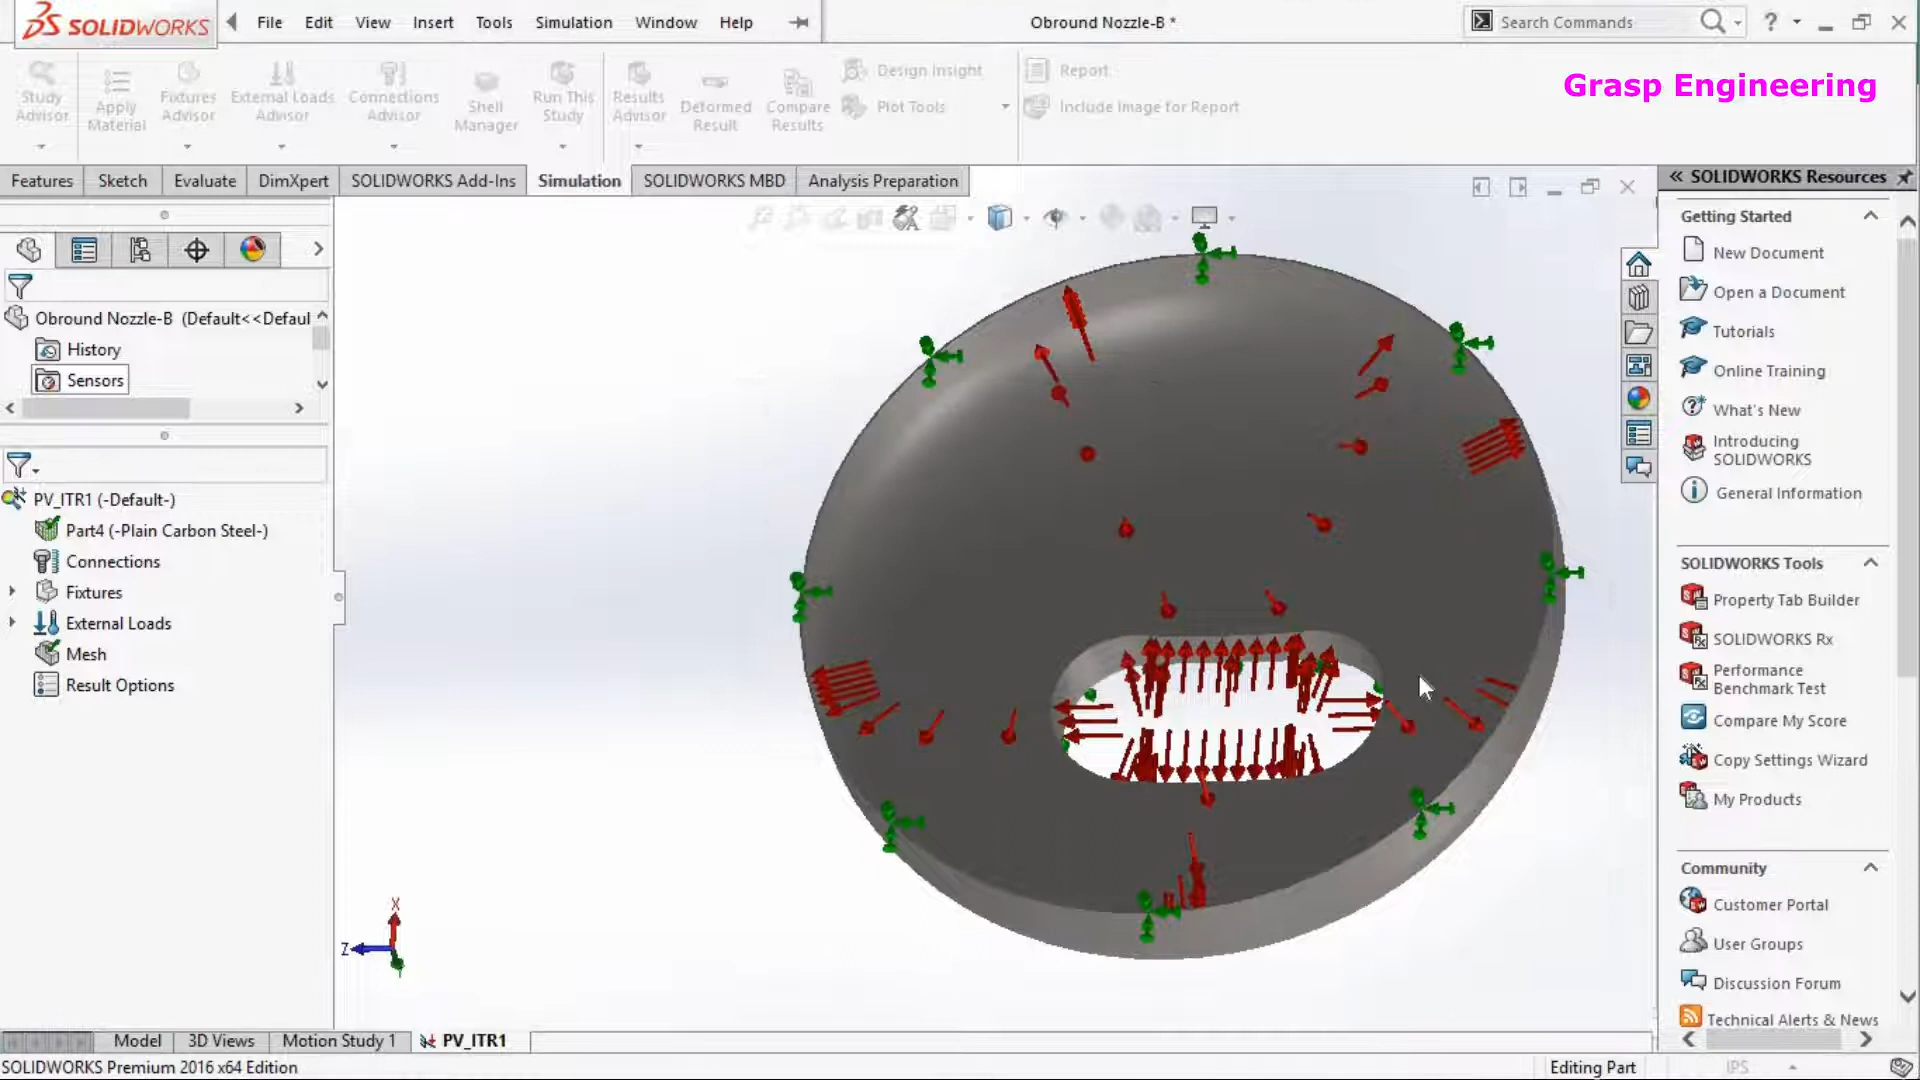 SOLIDWORKS
File Edit View Insert Tools Simulation Window Help
Obround Nozzle-B *
Search Commands
?
Study Advisor
Apply Material
Fixtures Advisor
External Loads Advisor
Connections Advisor
Shell Manager
Run This Study
Results Advisor
Deformed Result
Compare Results
Design Insight
Plot Tools
Report
Include Image for Report
Grasp Engineering
Features Sketch Evaluate DimXpert SOLIDWORKS Add-Ins Simulation SOLIDWORKS MBD Analysis Preparation
Obround Nozzle-B (Default<<Defaul
History
Sensors
PV_ITR1 (-Default-)
Part4 (-Plain Carbon Steel-)
Connections
Fixtures
External Loads
Mesh
Result Options
X
Z
SOLIDWORKS Resources
Getting Started
New Document
Open a Document
Tutorials
Online Training
What's New
Introducing
SOLIDWORKS
General Information
SOLIDWORKS Tools
Property Tab Builder
SOLIDWORKS Rx
Performance
Benchmark Test
Compare My Score
Copy Settings Wizard
My Products
Community
Customer Portal
User Groups
Discussion Forum
Technical Alerts & News
Model 3D Views Motion Study 1 PV_ITR1
SOLIDWORKS Premium 2016 x64 Edition
Editing Part
IPS